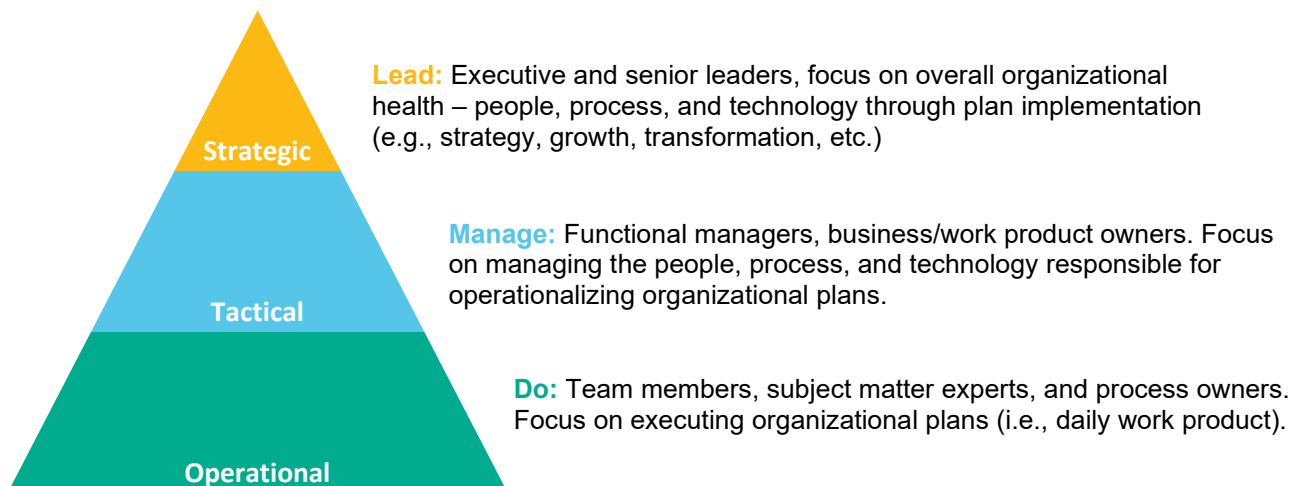 Lead: Executive and senior leaders, focus on overall organizational
health – people, process, and technology through plan implementation
(e.g., strategy, growth, transformation, etc.)
Strategic
Manage: Functional managers, business/work product owners. Focus
on managing the people, process, and technology responsible for
operationalizing organizational plans.
Tactical
Do: Team members, subject matter experts, and process owners.
Focus on executing organizational plans (i.e., daily work product).
Operational